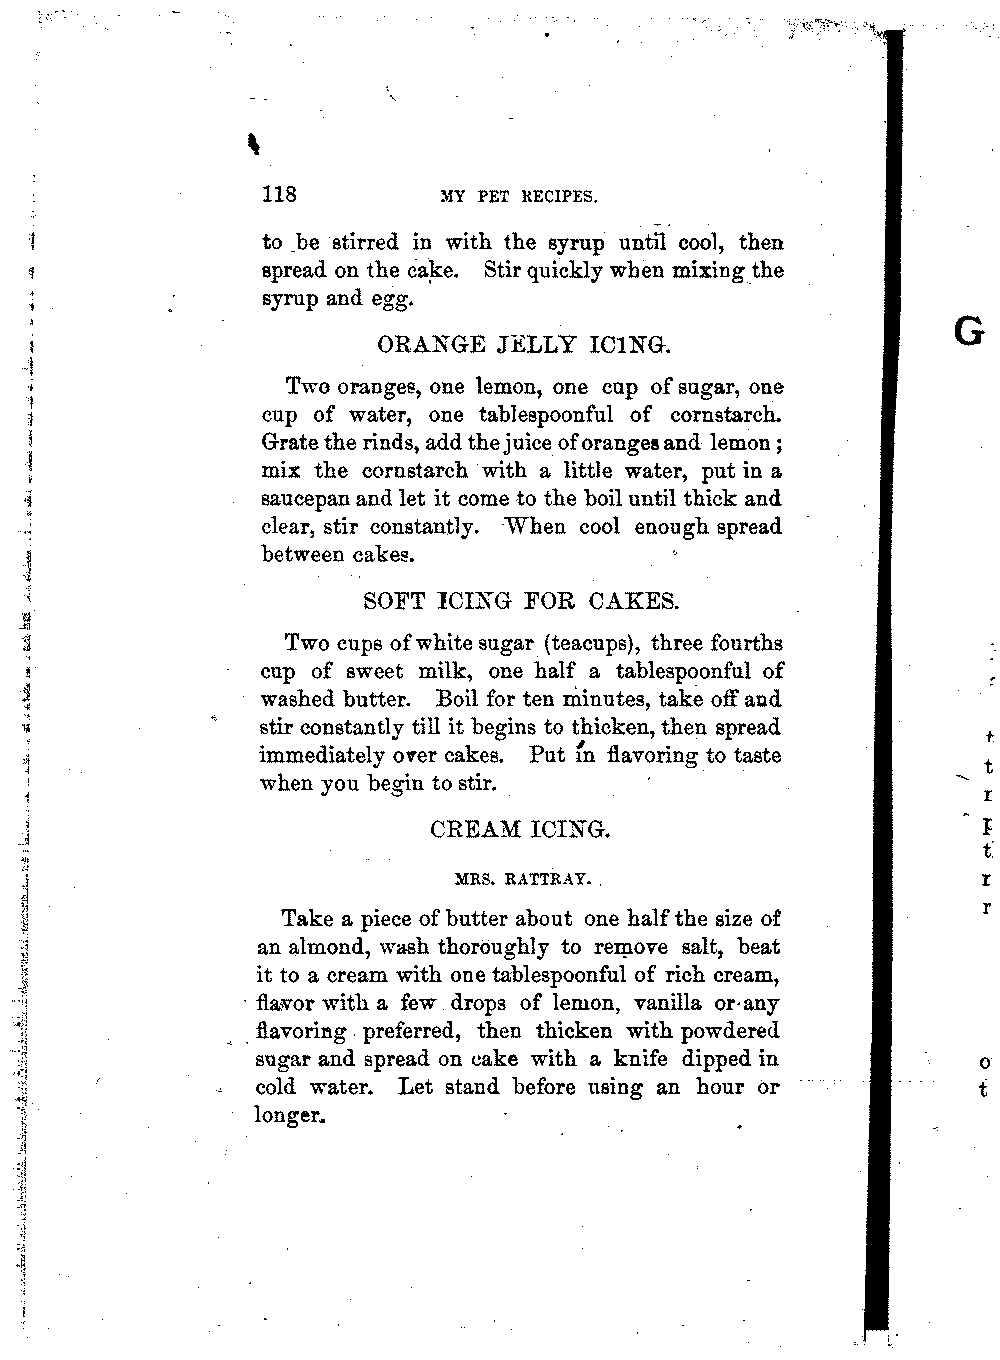 118 MY PET RECIPES.
to be stirred in with the syrup until cool, then
spread on the cake. Stir quickly when mixing the
syrup and egg.
ORANGE JELLY IC1NG.
Two oranges, one lemon, one cup of sugar, one
cup of water, one tablespoonful of cornstarch.
Grate the rinds, add the juice of oranges and lemon ;
mix the cornstarch with a little water, put in a
saucepan and let it come to the boil until thick and
clear, stir constantly. When cool enough spread
between cakes.
SOFT ICING FOR CAKES.
Two cups of white sugar (teacups), three fourths
cup of sweet milk, one half a tablespoonful of
washed butter. Boil for ten minutes, take off and
stir constantly till it begins to thicken, then spread
immediately over cakes. Put in flavoring to taste
when you begin to stir.
CREAM ICING.
MRS. RATTRAY.
Take a piece of butter about one half the size of
an almond, wash thoroughly to remove salt, beat
it to a cream with one tablespoonful of rich cream,
flavor with a few drops of lemon, vanilla or any
flavoring preferred, then thicken with powdered
sugar and spread on cake with a knife dipped in
cold water. Let stand before using an hour or
longer.
G
t
t
r
p
t
r
r
o
t